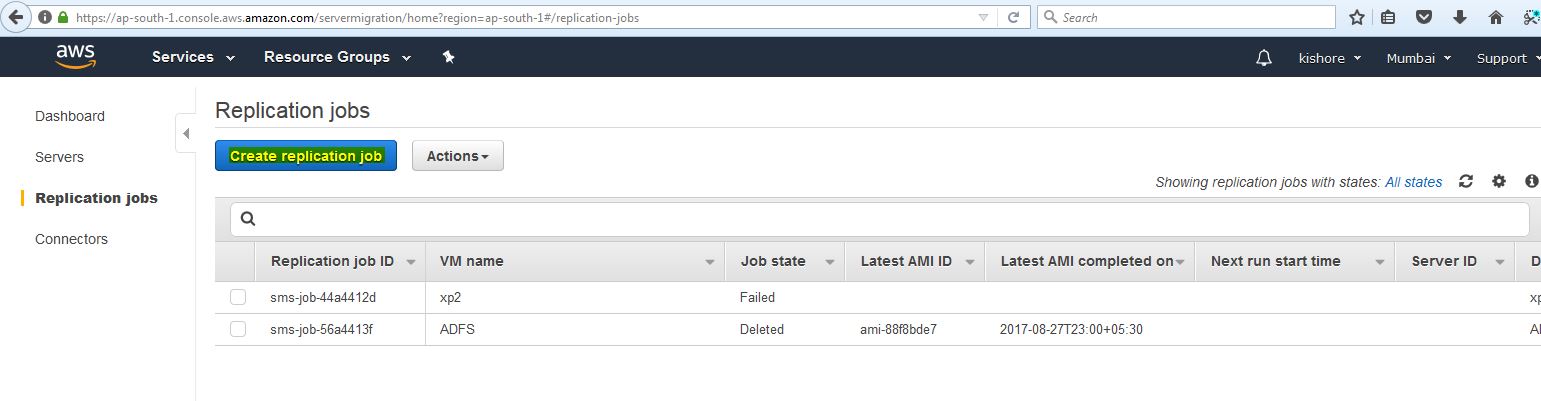 https://ap-south-1.console.aws.amazon.com/servermigration/home?region=ap-south-1#/replication-jobs Search
aws Services Resource Groups kishore Mumbai Support
Dashboard
Servers
Replication jobs
Connectors
Replication jobs
Create replication job Actions
Showing replication jobs with states: All states
Replication job ID VM name Job state Latest AMI ID Latest AMI completed on Next run start time Server ID D
sms-job-44a4412d xp2 Failed xp
sms-job-56a4413f ADFS Deleted ami-88f8bde7 2017-08-27T23:00+05:30